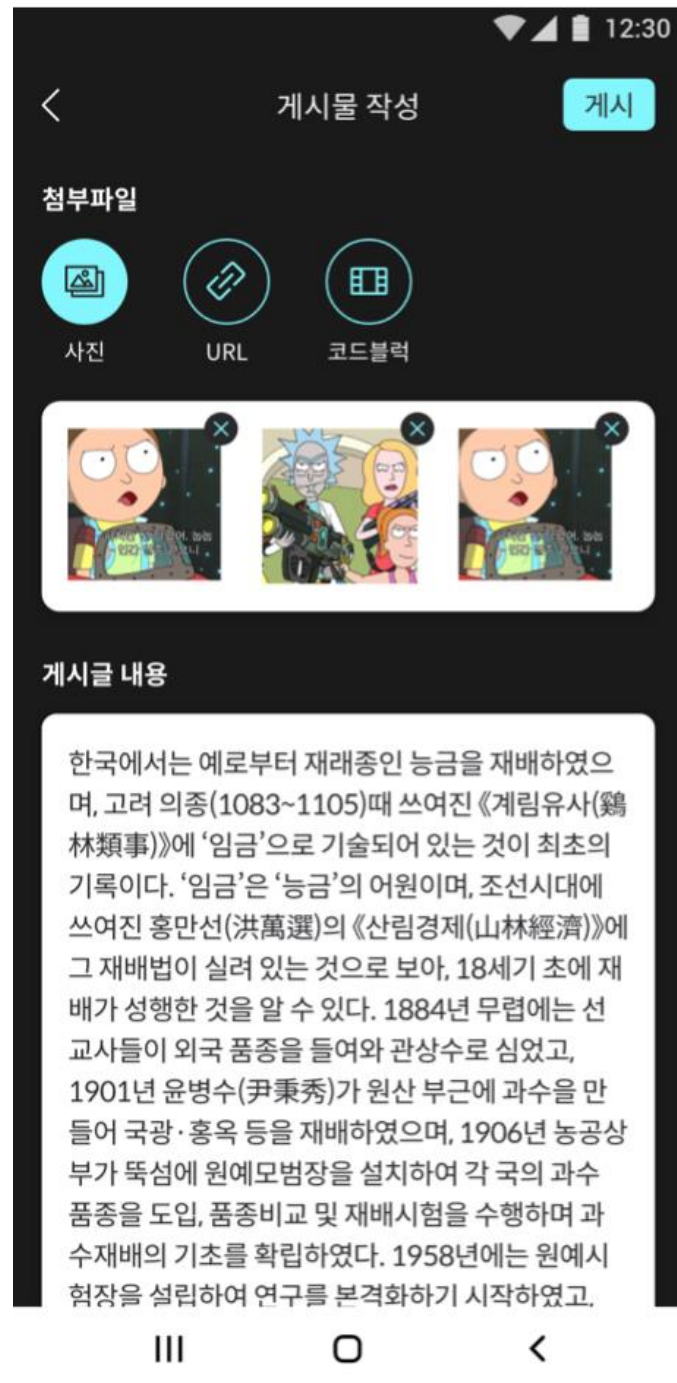 12:30
게시물 작성
게시
첨부파일
사진
URL
코드블럭
게시글 내용
한국에서는 예로부터 재래종인 능금을 재배하였으
며, 고려 의종(1083~1105)때 쓰여진 《계림유사(鷄
林類事)》에 ‘임금’으로 기술되어 있는 것이 최초의
기록이다. ‘임금’은 ‘능금’의 어원이며, 조선시대에
쓰여진 홍만선(洪萬選)의 《산림경제(山林經濟)》에
그 재배법이 실려 있는 것으로 보아, 18세기 초에 재
배가 성행한 것을 알 수 있다. 1884년 무렵에는 선
교사들이 외국 품종을 들여와 관상수로 심었고,
1901년 윤병수(尹秉秀)가 원산 부근에 과수을 만
들어 국광·홍옥 등을 재배하였으며, 1906년 농공상
부가 뚝섬에 원예모범장을 설치하여 각 국의 과수
품종을 도입, 품종비교 및 재배시험을 수행하며 과
수재배의 기초를 확립하였다. 1958년에는 원예시
험장을 설립하여 연구를 본격화하기 시작하였고,